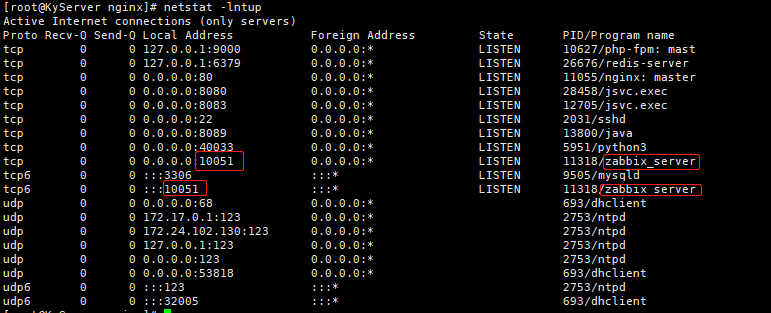 [root@KyServer nginx]# netstat -lntup
Active Internet connections (only servers)
Proto Recv-Q Send-Q Local Address           Foreign Address         State       PID/Program name
tcp        0      0 127.0.0.1:9000          0.0.0.0:*               LISTEN      10627/php-fpm: mast
tcp        0      0 127.0.0.1:6379          0.0.0.0:*               LISTEN      26676/redis-server
tcp        0      0 0.0.0.0:80              0.0.0.0:*               LISTEN      11055/nginx: master
tcp        0      0 0.0.0.0:8080            0.0.0.0:*               LISTEN      28458/jsvc.exec
tcp        0      0 0.0.0.0:8083            0.0.0.0:*               LISTEN      12705/jsvc.exec
tcp        0      0 0.0.0.0:22              0.0.0.0:*               LISTEN      2031/sshd
tcp        0      0 0.0.0.0:8089            0.0.0.0:*               LISTEN      13800/java
tcp        0      0 0.0.0.0:40033           0.0.0.0:*               LISTEN      5951/python3
tcp        0      0 0.0.0.0:10051           0.0.0.0:*               LISTEN      11318/zabbix_server
tcp6       0      0 :::3306                 :::*                    LISTEN      9505/mysqld
tcp6       0      0 :::10051                :::*                    LISTEN      11318/zabbix_server
udp        0      0 0.0.0.0:68              0.0.0.0:*                           693/dhclient
udp        0      0 172.17.0.1:123          0.0.0.0:*                           2753/ntpd
udp        0      0 172.24.102.130:123      0.0.0.0:*                           2753/ntpd
udp        0      0 127.0.0.1:123           0.0.0.0:*                           2753/ntpd
udp        0      0 0.0.0.0:123             0.0.0.0:*                           2753/ntpd
udp        0      0 0.0.0.0:53818           0.0.0.0:*                           693/dhclient
udp6       0      0 :::123                  :::*                                2753/ntpd
udp6       0      0 :::32005                :::*                                693/dhclient
[root@KyServer nginx]#